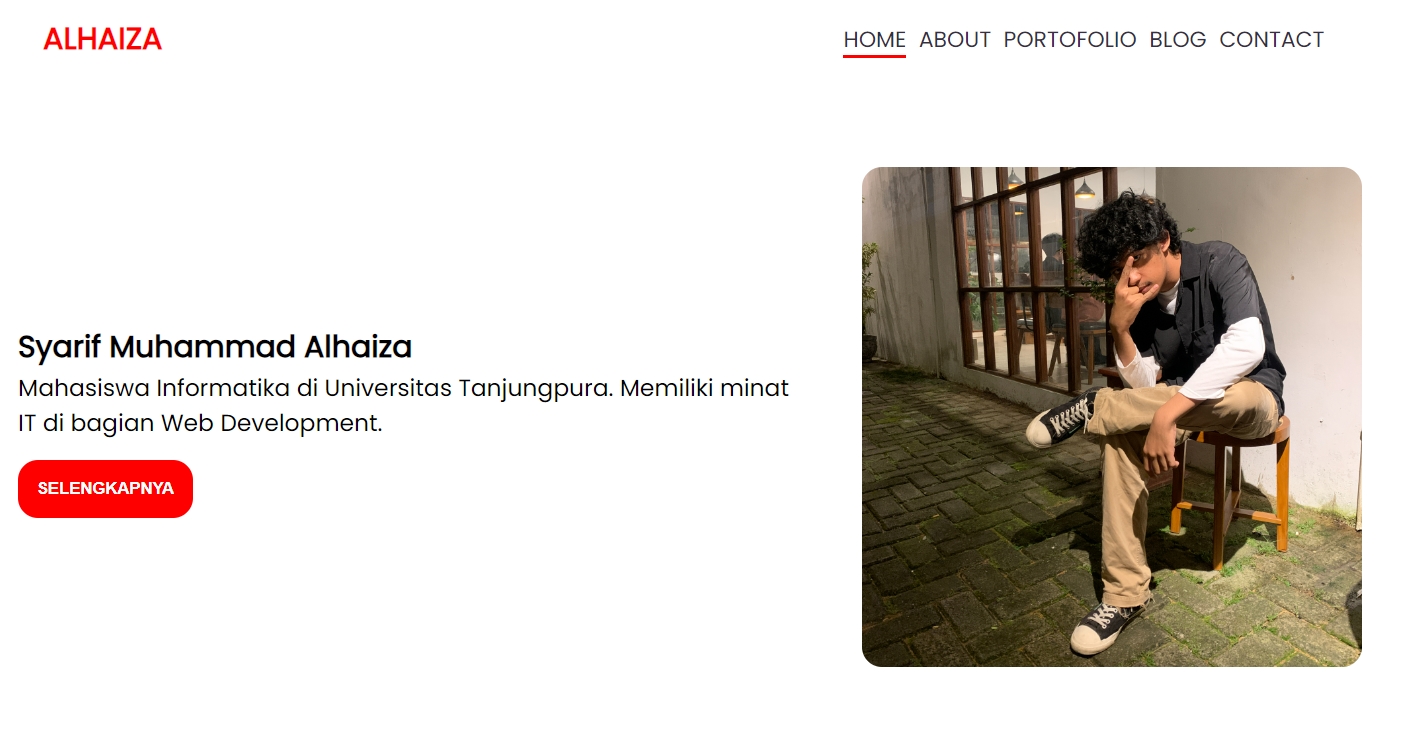 ALHAIZA
HOME ABOUT PORTOFOLIO BLOG CONTACT
Syarif Muhammad Alhaiza
Mahasiswa Informatika di Universitas Tanjungpura. Memiliki minat
IT di bagian Web Development.
SELENGKAPNYA